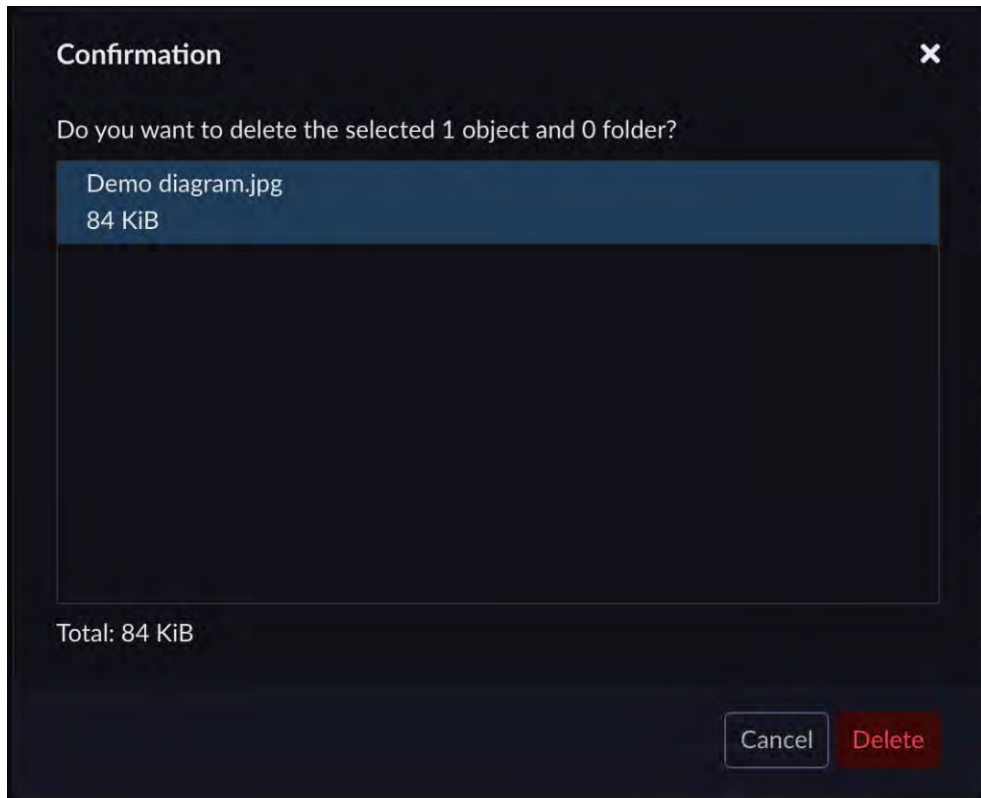 Confirmation
Do you want to delete the selected 1 object and 0 folder?
Demo diagram.jpg
84 KiB
Total: 84 KiB
Cancel Delete